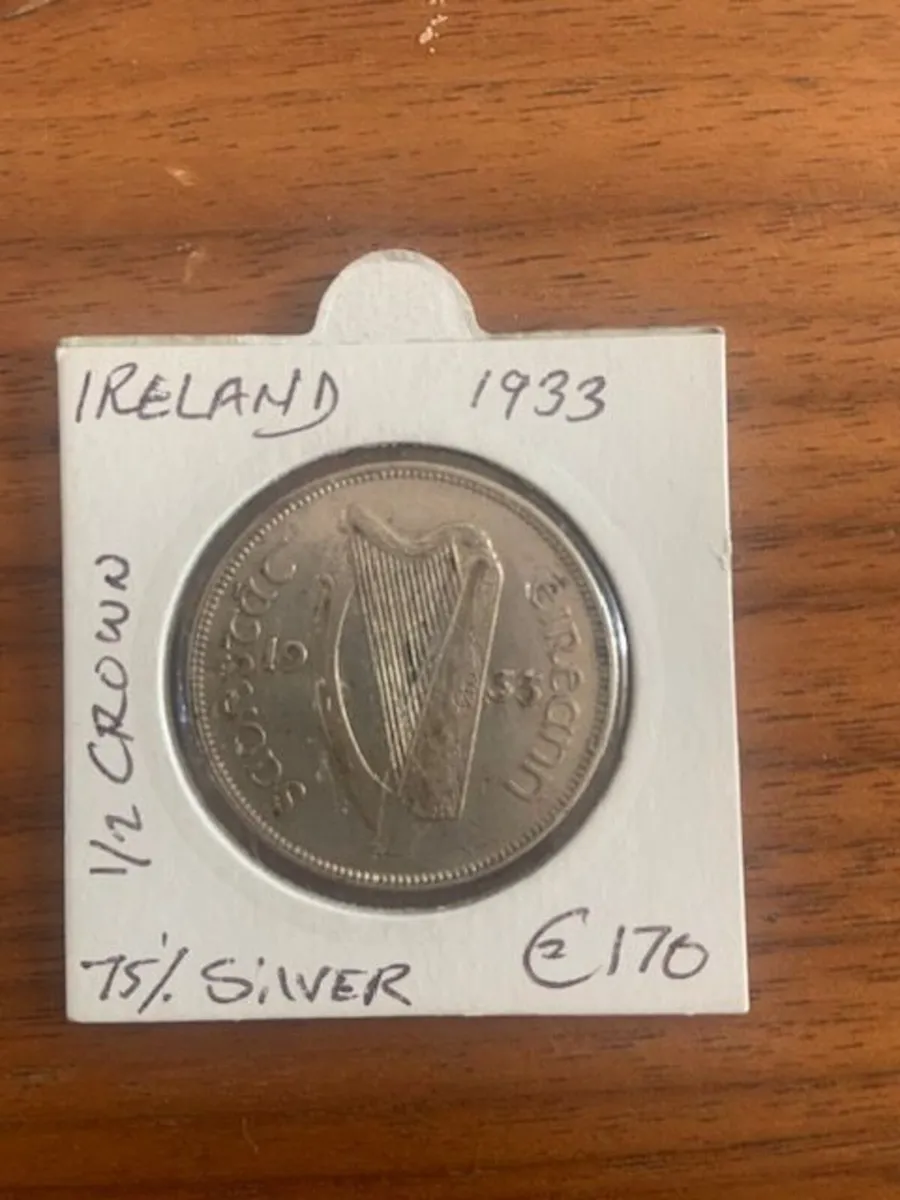 IRELAND 1933
1/2 CROWN
Saorstát Éireann
19 33
75% SiLVER €170